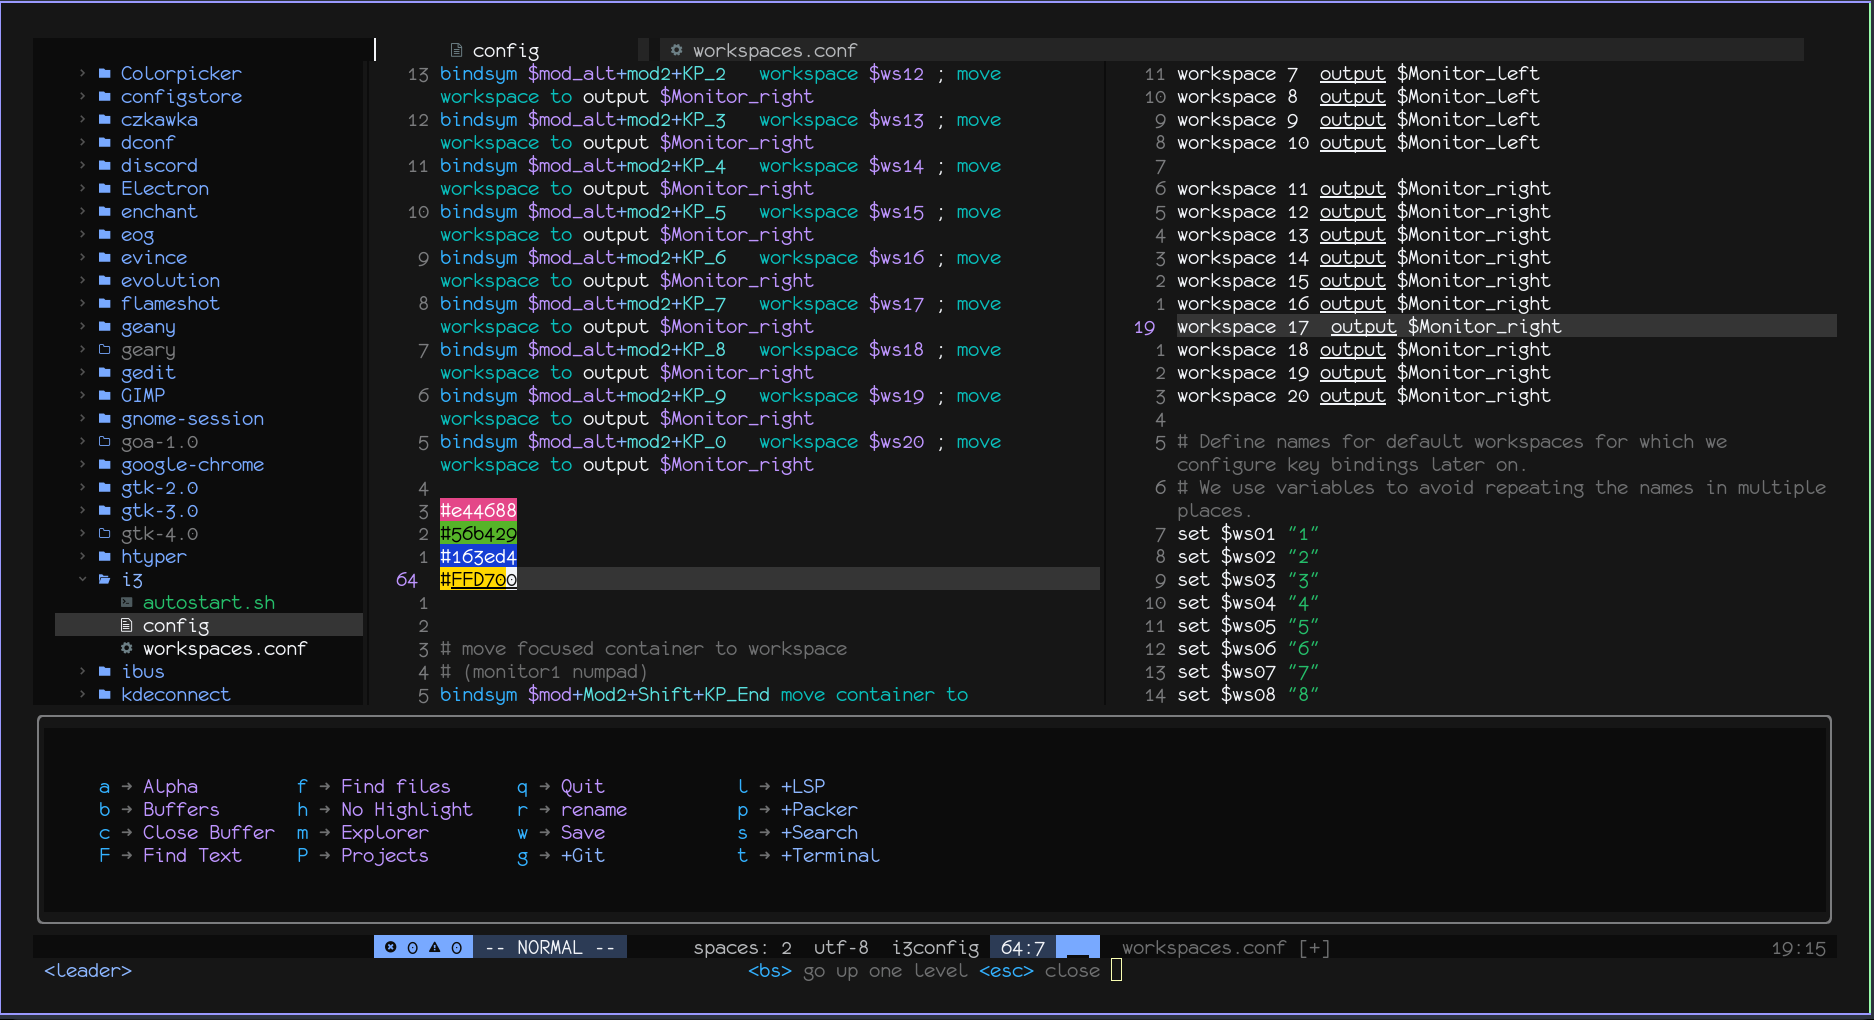 config
workspaces.conf
Colorpicker
configstore
czkawka
dconf
discord
Electron
enchant
eog
evince
evolution
flameshot
geany
geary
gedit
GIMP
gnome-session
goa-1.0
google-chrome
gtk-2.0
gtk-3.0
gtk-4.0
htyper
i3
autostart.sh
config
workspaces.conf
ibus
kdeconnect
13 bindsym $mod_alt+mod2+KP_2   workspace $ws12 ; move
workspace to output $Monitor_right
12 bindsym $mod_alt+mod2+KP_3   workspace $ws13 ; move
workspace to output $Monitor_right
11 bindsym $mod_alt+mod2+KP_4   workspace $ws14 ; move
workspace to output $Monitor_right
10 bindsym $mod_alt+mod2+KP_5   workspace $ws15 ; move
workspace to output $Monitor_right
9 bindsym $mod_alt+mod2+KP_6   workspace $ws16 ; move
workspace to output $Monitor_right
8 bindsym $mod_alt+mod2+KP_7   workspace $ws17 ; move
workspace to output $Monitor_right
7 bindsym $mod_alt+mod2+KP_8   workspace $ws18 ; move
workspace to output $Monitor_right
6 bindsym $mod_alt+mod2+KP_9   workspace $ws19 ; move
workspace to output $Monitor_right
5 bindsym $mod_alt+mod2+KP_0   workspace $ws20 ; move
workspace to output $Monitor_right
4
3 #e44688
2 #56b429
1 #163ed4
64 #FFD700
1
2
3 # move focused container to workspace
4 # (monitor1 numpad)
5 bindsym $mod+Mod2+Shift+KP_End move container to
11 workspace 7  output $Monitor_left
10 workspace 8  output $Monitor_left
9 workspace 9  output $Monitor_left
8 workspace 10 output $Monitor_left
7
6 workspace 11 output $Monitor_right
5 workspace 12 output $Monitor_right
4 workspace 13 output $Monitor_right
3 workspace 14 output $Monitor_right
2 workspace 15 output $Monitor_right
1 workspace 16 output $Monitor_right
19 workspace 17  output $Monitor_right
1 workspace 18 output $Monitor_right
2 workspace 19 output $Monitor_right
3 workspace 20 output $Monitor_right
4
5 # Define names for default workspaces for which we
configure key bindings later on.
6 # We use variables to avoid repeating the names in multiple
places.
7 set $ws01 "1"
8 set $ws02 "2"
9 set $ws03 "3"
10 set $ws04 "4"
11 set $ws05 "5"
12 set $ws06 "6"
13 set $ws07 "7"
14 set $ws08 "8"
a → Alpha f → Find files q → Quit l → +LSP
b → Buffers h → No Highlight r → rename p → +Packer
c → Close Buffer m → Explorer w → Save s → +Search
F → Find Text P → Projects g → +Git t → +Terminal
0 0 -- NORMAL -- spaces: 2 utf-8 i3config 64:7 workspaces.conf [+] 19:15
<leader> <bs> go up one level <esc> close